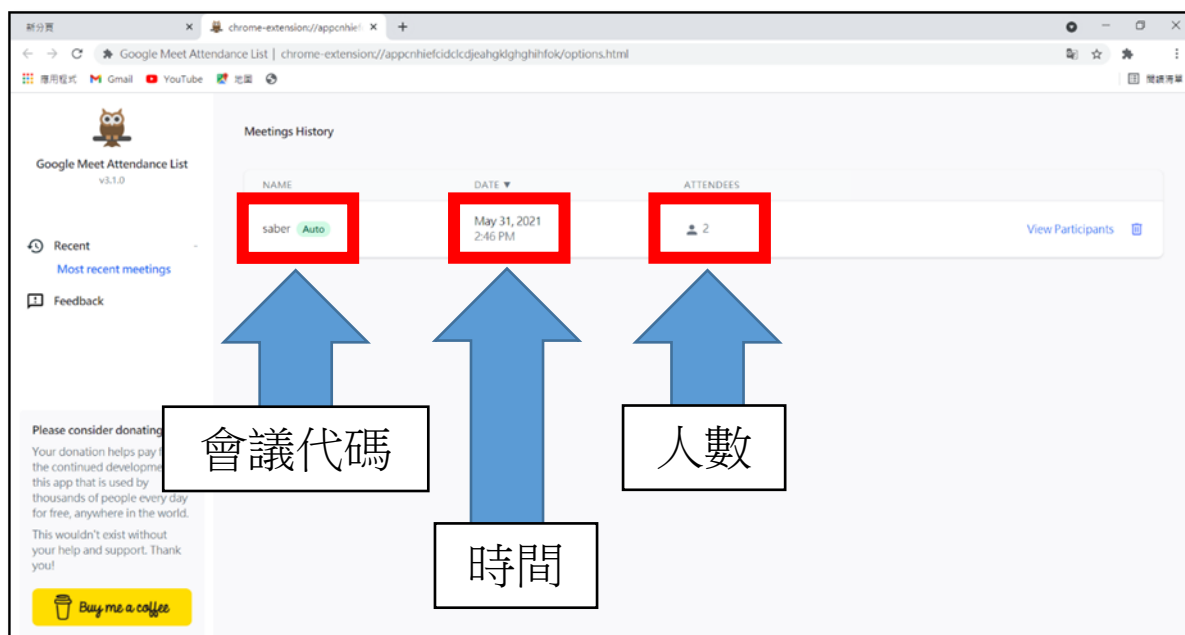 新分頁
chrome-extension://appcnhief
Google Meet Attendance List | chrome-extension://appcnhiefcidclcdjeahgklghghihfok/options.html
應用程式 Gmail YouTube 地圖
閱讀清單
Google Meet Attendance List
v3.1.0
Recent
Most recent meetings
Feedback
Meetings History
NAME DATE ▼ ATTENDEES
saber Auto May 31, 2021 2 View Participants
2:46 PM
會議代碼
時間
人數
Please consider donating
Your donation helps pay f
the continued developme
this app that is used by
thousands of people every day
for free, anywhere in the world.
This wouldn't exist without
your help and support. Thank
you!
Buy me a coffee